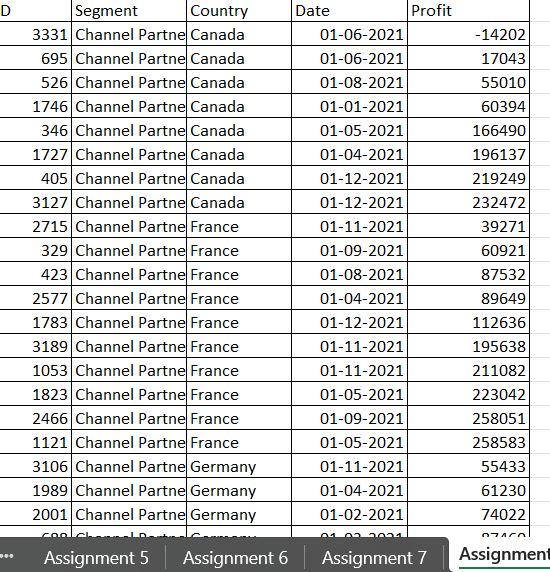 D Segment Country Date Profit
3331 Channel Partne Canada 01-06-2021 -14202
695 Channel Partne Canada 01-06-2021 17043
526 Channel Partne Canada 01-08-2021 55010
1746 Channel Partne Canada 01-01-2021 60394
346 Channel Partne Canada 01-05-2021 166490
1727 Channel Partne Canada 01-04-2021 196137
405 Channel Partne Canada 01-12-2021 219249
3127 Channel Partne Canada 01-12-2021 232472
2715 Channel Partne France 01-11-2021 39271
329 Channel Partne France 01-09-2021 60921
423 Channel Partne France 01-08-2021 87532
2577 Channel Partne France 01-04-2021 89649
1783 Channel Partne France 01-12-2021 112636
3189 Channel Partne France 01-11-2021 195638
1053 Channel Partne France 01-11-2021 211082
1823 Channel Partne France 01-05-2021 223042
2466 Channel Partne France 01-09-2021 258051
1121 Channel Partne France 01-05-2021 258583
3106 Channel Partne Germany 01-11-2021 55433
1989 Channel Partne Germany 01-04-2021 61230
2001 Channel Partne Germany 01-02-2021 74022
Channel Partne Germany
Assignment 5 Assignment 6 Assignment 7 Assignment